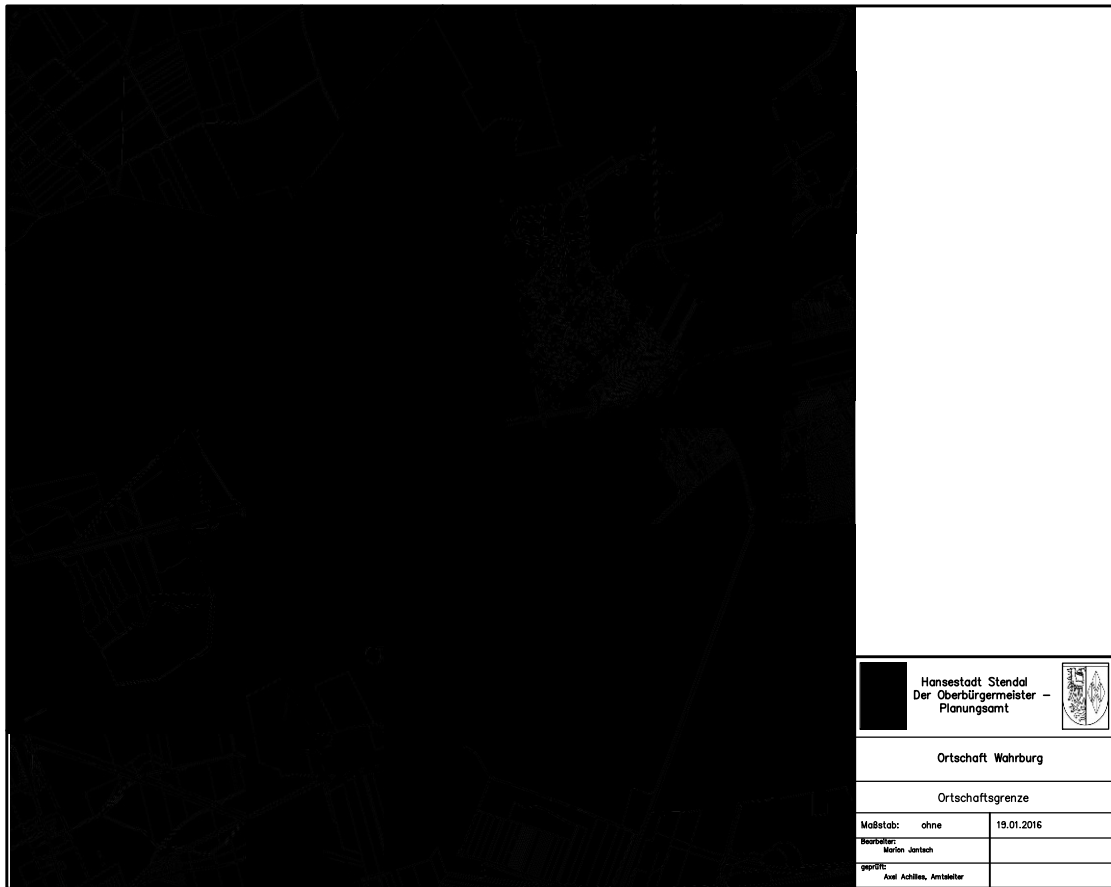 Hansestadt Stendal
Der Oberbürgermeister –
Planungsamt
Ortschaft Wahrburg
Ortschaftsgrenze
Maßstab: ohne 19.01.2016
Bearbeiter:
Marion Jantsch
geprüft:
Axel Achilles, Amtsleiter